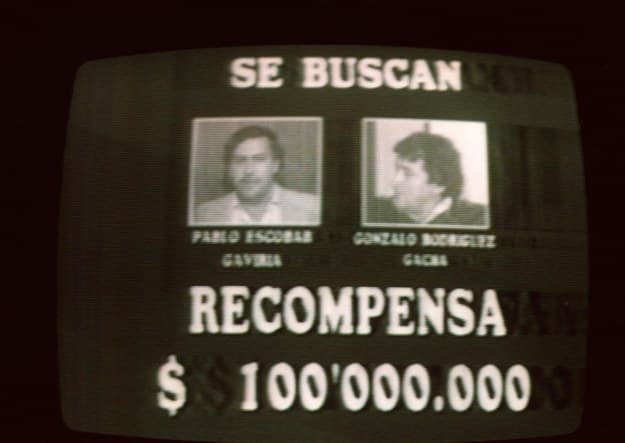 SE BUSCAN
PABLO ESCOBAR GONZALO RODRIGUEZ
GAVIRIA GACHA
RECOMPENSA
$ 100'000.000